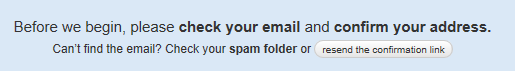 Before we begin, please check your email and confirm your address.
Can't find the email? Check your spam folder or resend the confirmation link